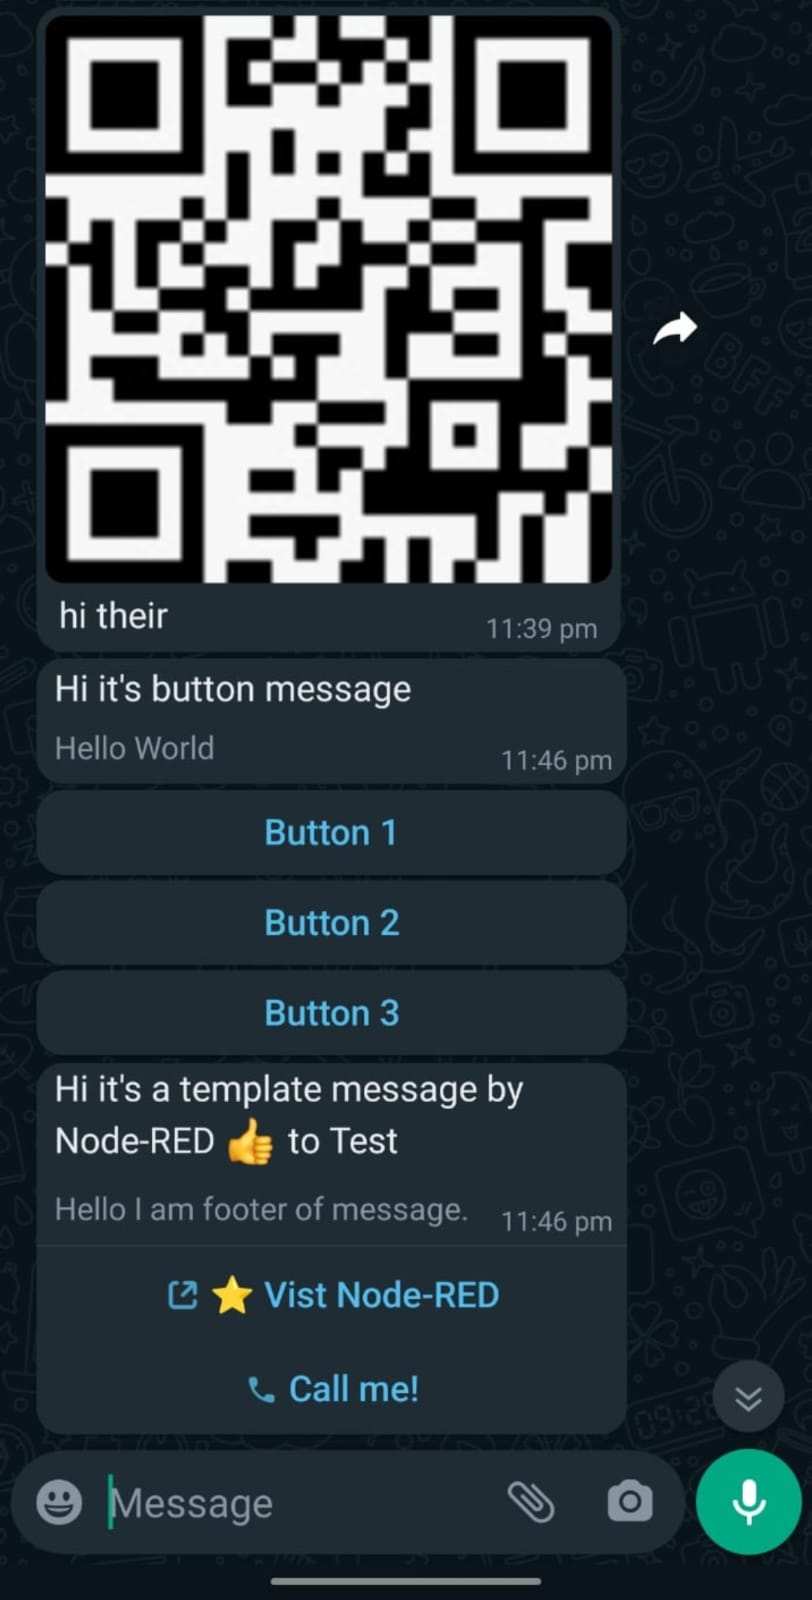 hi their
11:39 pm
Hi it's button message
Hello World
11:46 pm
Button 1
Button 2
Button 3
Hi it's a template message by
Node-RED 👍 to Test
Hello I am footer of message.
11:46 pm
⭐ Vist Node-RED
Call me!
Message